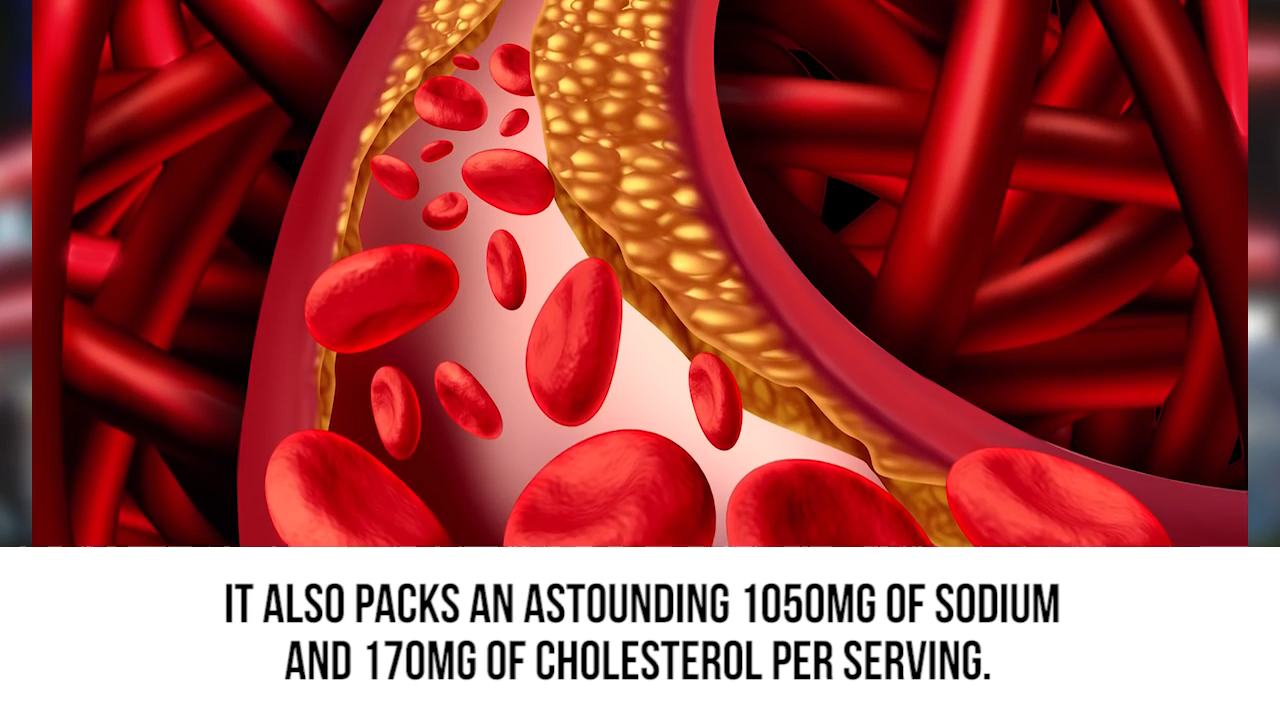 IT ALSO PACKS AN ASTOUNDING 1050MG OF SODIUM
AND 170MG OF CHOLESTEROL PER SERVING.